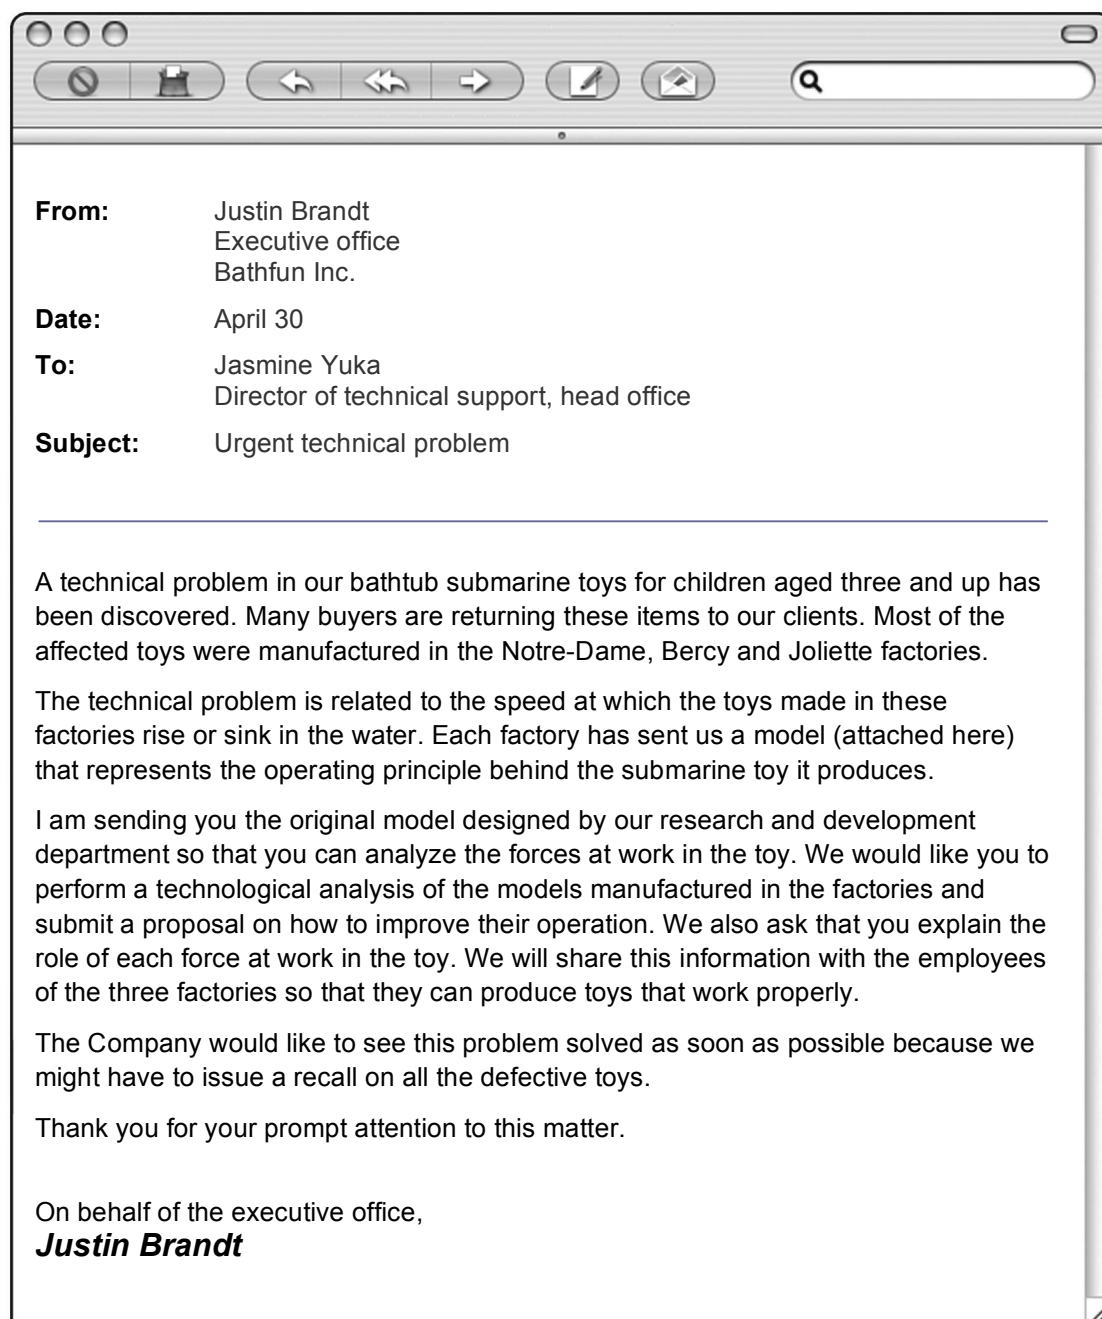 From: Justin Brandt
Executive office
Bathfun Inc.
Date: April 30
To: Jasmine Yuka
Director of technical support, head office
Subject: Urgent technical problem
A technical problem in our bathtub submarine toys for children aged three and up has
been discovered. Many buyers are returning these items to our clients. Most of the
affected toys were manufactured in the Notre-Dame, Bercy and Joliette factories.
The technical problem is related to the speed at which the toys made in these
factories rise or sink in the water. Each factory has sent us a model (attached here)
that represents the operating principle behind the submarine toy it produces.
I am sending you the original model designed by our research and development
department so that you can analyze the forces at work in the toy. We would like you to
perform a technological analysis of the models manufactured in the factories and
submit a proposal on how to improve their operation. We also ask that you explain the
role of each force at work in the toy. We will share this information with the employees
of the three factories so that they can produce toys that work properly.
The Company would like to see this problem solved as soon as possible because we
might have to issue a recall on all the defective toys.
Thank you for your prompt attention to this matter.
On behalf of the executive office,
Justin Brandt